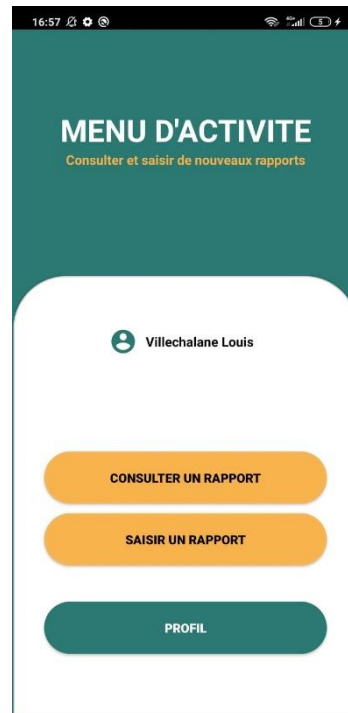 16:57
5
MENU D'ACTIVITE
Consulter et saisir de nouveaux rapports
Villechalane Louis
CONSULTER UN RAPPORT
SAISIR UN RAPPORT
PROFIL